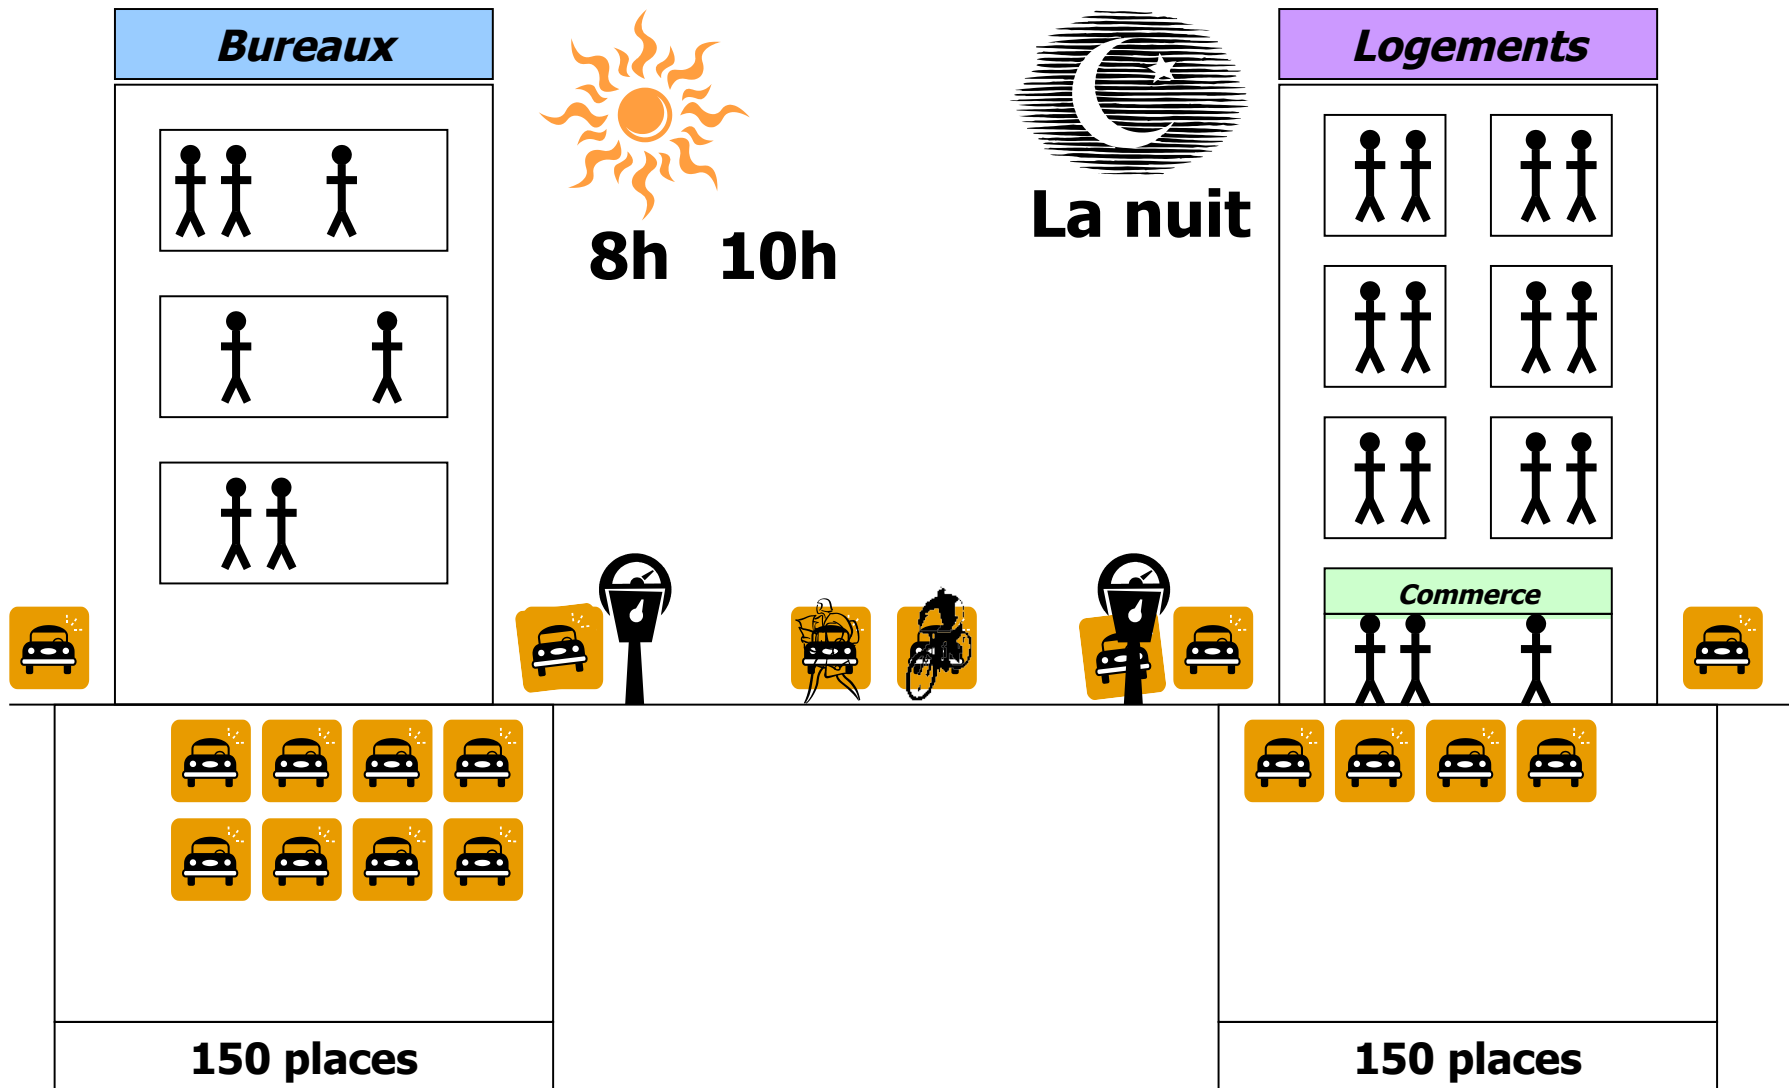 Bureaux
8h 10h
La nuit
Logements
Commerce
150 places
150 places